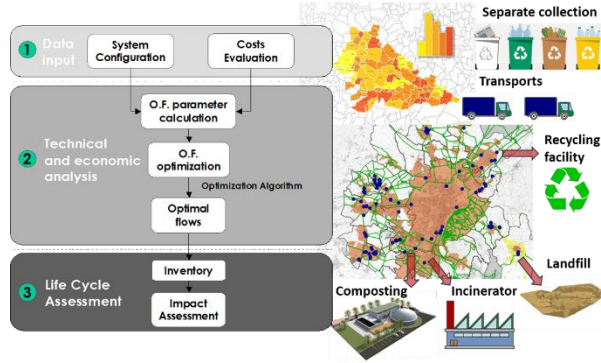 1 Data
input
System
Configuration
Costs
Evaluation
2 Technical
and economic
analysis
O.F. parameter
calculation
O.F.
optimization
Optimization Algorithm
Optimal
flows
3 Life Cycle
Assessment
Inventory
Impact
Assessment
Separate collection
Transports
Recycling
facility
Landfill
Composting
Incinerator